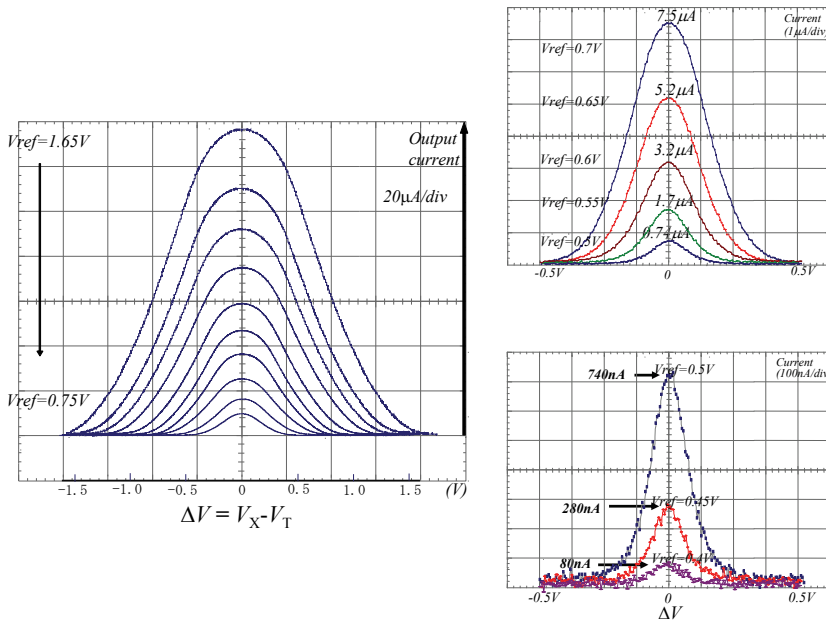 Vref=1.65V
Output
current
20μA/div
Vref=0.75V
-1.5 -1.0 -0.5 0 0.5 1.0 1.5 (V)
ΔV = VX-VT
7.5μA
Current
(1μA/div)
Vref=0.7V
5.2μA
Vref=0.65V
3.2μA
Vref=0.6V
1.7μA
Vref=0.55V
0.74μA
Vref=0.5V
-0.5V 0 0.5V
Current
(100nA/div)
740nA
Vref=0.5V
280nA
Vref=0.45V
80nA
Vref=0.4V
-0.5V 0 0.5V
ΔV